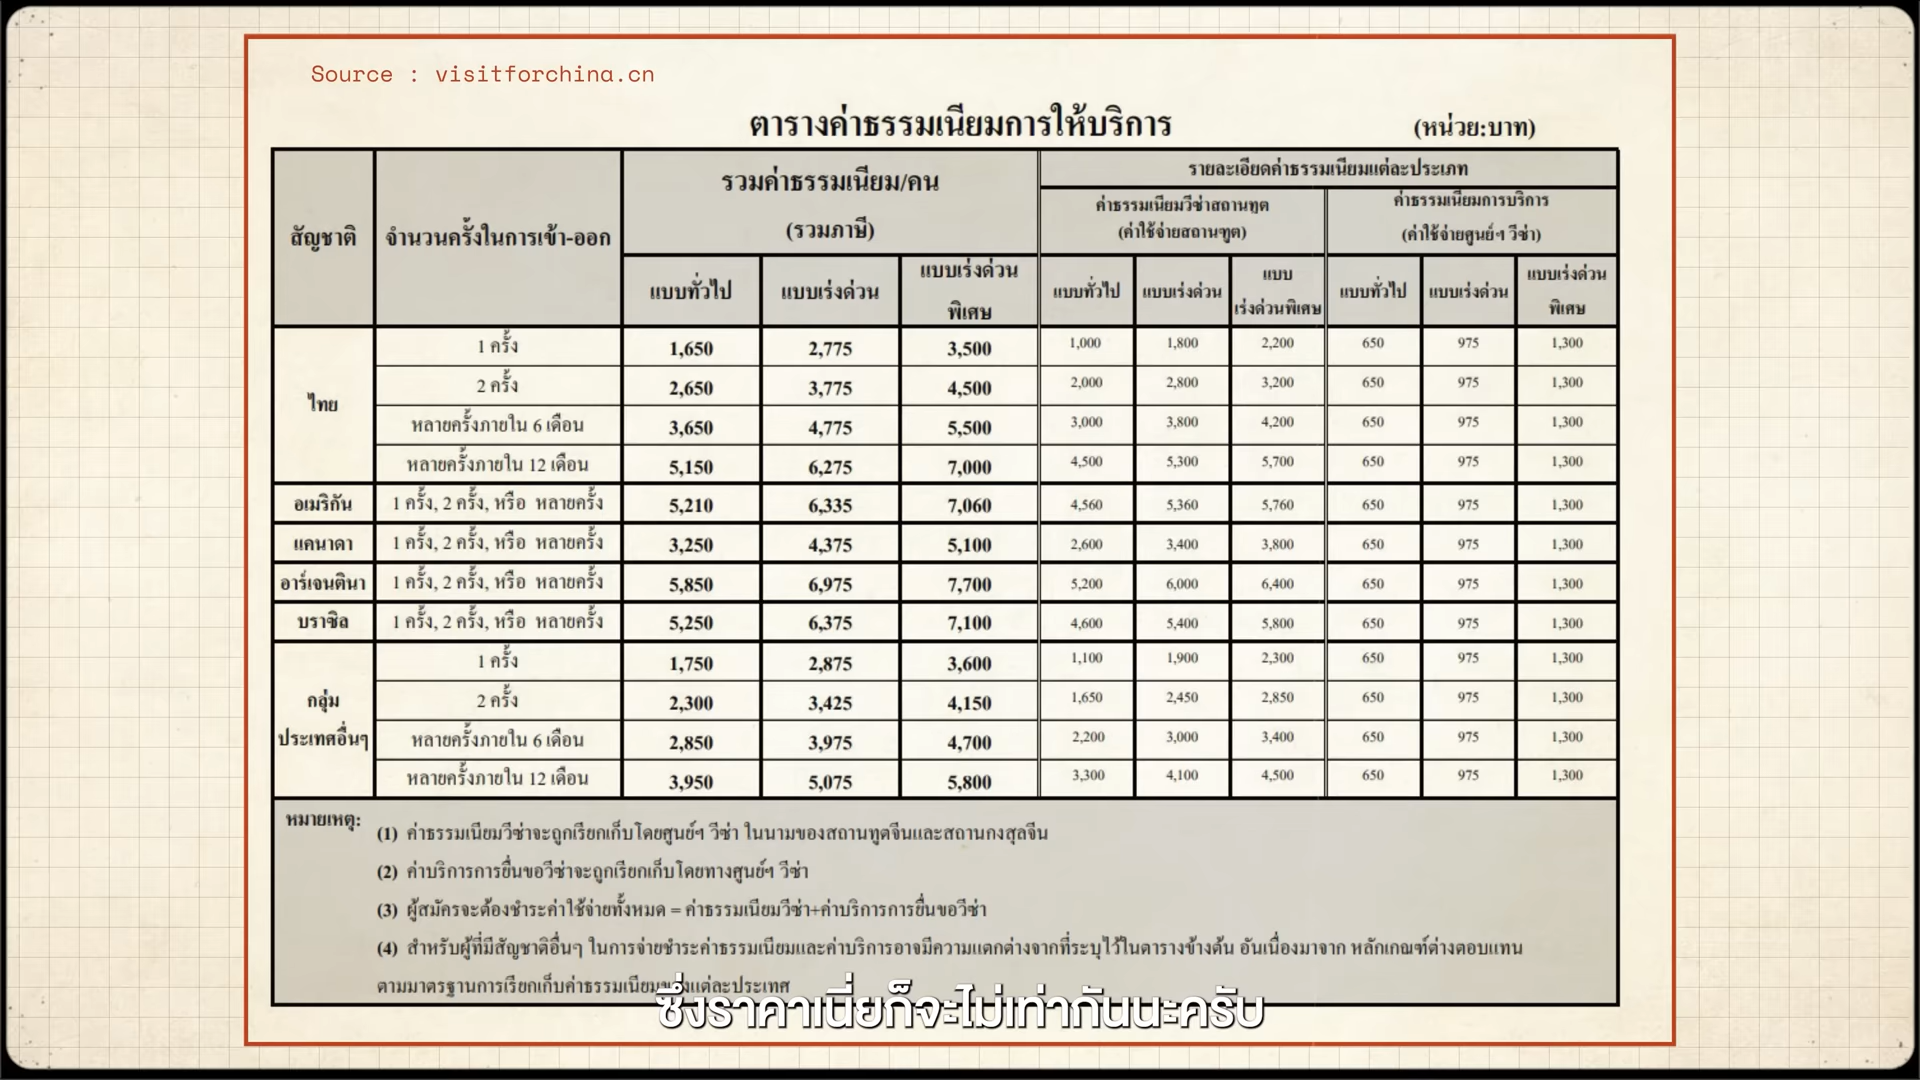 Source : visitforchina.cn
ตารางค่าธรรมเนียมการให้บริการ (หน่วย:บาท)
สัญชาติ จำนวนครั้งในการเข้า-ออก รวมค่าธรรมเนียม/คน (รวมภาษี) รายละเอียดค่าธรรมเนียมแต่ละประเภท
ค่าธรรมเนียมวีซ่าสถานทูต (ค่าใช้จ่ายสถานทูต) ค่าธรรมเนียมการบริการ (ค่าใช้จ่ายศูนย์ฯ วีซ่า)
แบบทั่วไป แบบเร่งด่วน แบบเร่งด่วนพิเศษ แบบทั่วไป แบบเร่งด่วน แบบเร่งด่วนพิเศษ แบบทั่วไป แบบเร่งด่วน แบบเร่งด่วนพิเศษ
ไทย 1 ครั้ง 1,650 2,775 3,500 1,000 1,800 2,200 650 975 1,300
2 ครั้ง 2,650 3,775 4,500 2,000 2,800 3,200 650 975 1,300
หลายครั้งภายใน 6 เดือน 3,650 4,775 5,500 3,000 3,800 4,200 650 975 1,300
หลายครั้งภายใน 12 เดือน 5,150 6,275 7,000 4,500 5,300 5,700 650 975 1,300
อเมริกัน 1 ครั้ง, 2 ครั้ง, หรือ หลายครั้ง 5,210 6,335 7,060 4,560 5,360 5,760 650 975 1,300
แคนาดา 1 ครั้ง, 2 ครั้ง, หรือ หลายครั้ง 3,250 4,375 5,100 2,600 3,400 3,800 650 975 1,300
อาร์เจนตินา 1 ครั้ง, 2 ครั้ง, หรือ หลายครั้ง 5,850 6,975 7,700 5,200 6,000 6,400 650 975 1,300
บราซิล 1 ครั้ง, 2 ครั้ง, หรือ หลายครั้ง 5,250 6,375 7,100 4,600 5,400 5,800 650 975 1,300
กลุ่มประเทศอื่นๆ 1 ครั้ง 1,750 2,875 3,600 1,100 1,900 2,300 650 975 1,300
2 ครั้ง 2,300 3,425 4,150 1,650 2,450 2,850 650 975 1,300
หลายครั้งภายใน 6 เดือน 2,850 3,975 4,700 2,200 3,000 3,400 650 975 1,300
หลายครั้งภายใน 12 เดือน 3,950 5,075 5,800 3,300 4,100 4,500 650 975 1,300
หมายเหตุ: (1) ค่าธรรมเนียมวีซ่าจะถูกเรียกเก็บโดยศูนย์ฯ วีซ่า ในนามของสถานทูตจีนและสถานกงสุลจีน
(2) ค่าบริการการยื่นขอวีซ่าจะถูกเรียกเก็บโดยทางศูนย์ฯ วีซ่า
(3) ผู้สมัครจะต้องชำระค่าใช้จ่ายทั้งหมด = ค่าธรรมเนียมวีซ่า+ค่าบริการการยื่นขอวีซ่า
(4) สำหรับผู้ที่มีสัญชาติอื่นๆ ในการจ่ายชำระค่าธรรมเนียมและค่าบริการอาจมีความแตกต่างจากที่ระบุไว้ในตารางข้างต้น อันเนื่องมาจาก หลักเกณฑ์ต่างตอบแทน
ตามมาตรฐานการเรียกเก็บค่าธรรมเนียมของแต่ละประเทศ
ซึ่งราคาเนี่ยก็จะไม่เท่ากันนะครับ